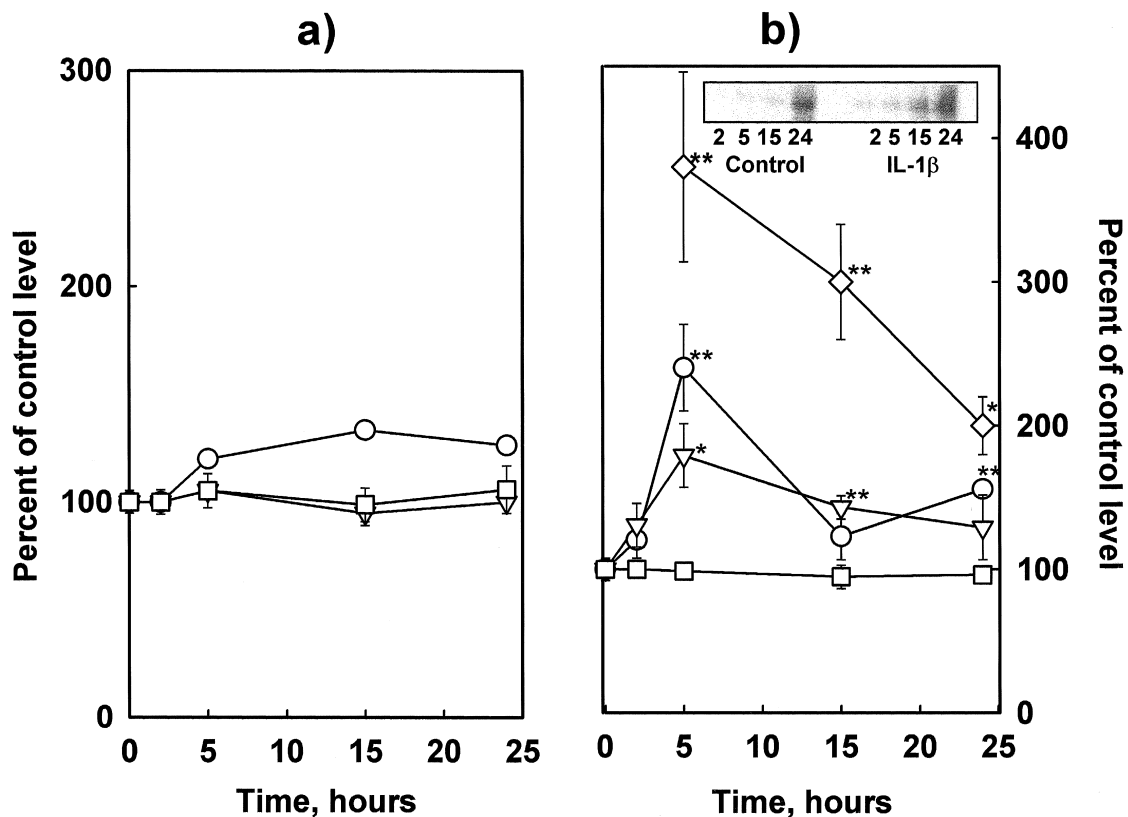 a)
300
200
100
0
0 5 10 15 20 25
Time, hours
Percent of control level
b)
2 5 15 24 2 5 15 24
Control IL-1β
**
**
*
**
**
*
**
400
300
200
100
0
0 5 10 15 20 25
Time, hours
Percent of control level